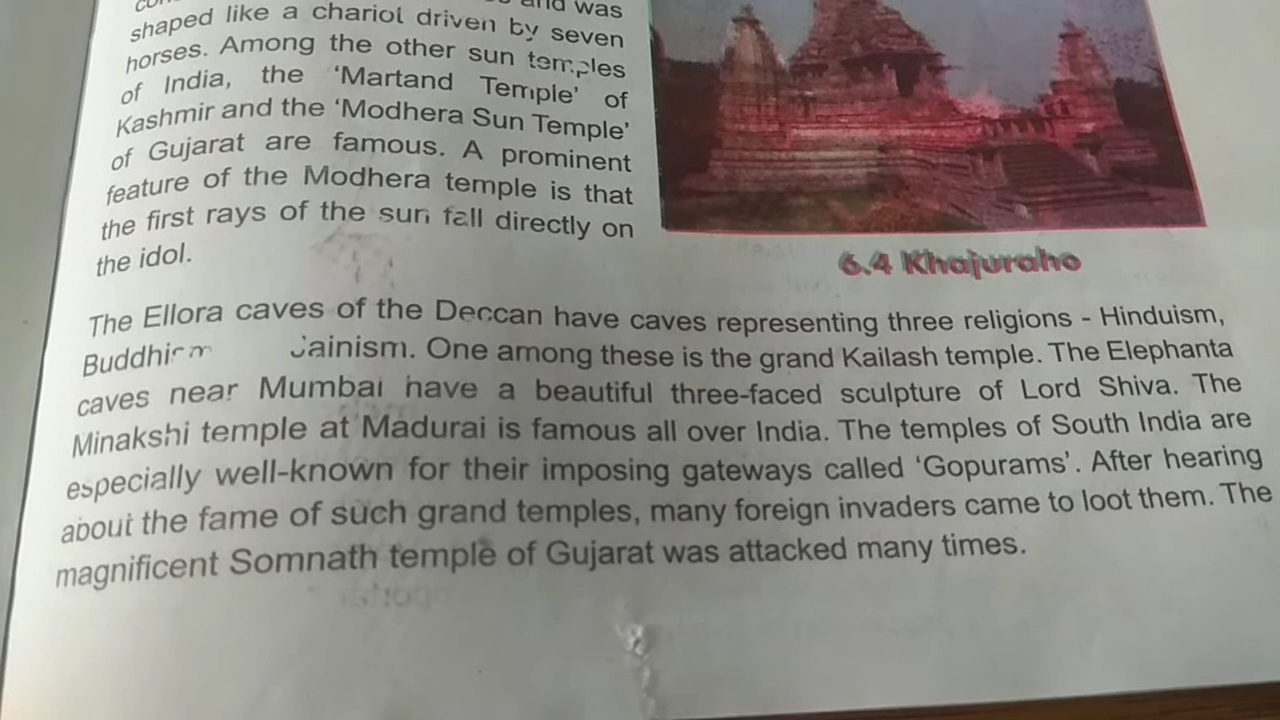 and was
shaped like a chariot driven by seven
horses. Among the other sun temples
of India, the ‘Martand Temple’ of
Kashmir and the ‘Modhera Sun Temple’
of Gujarat are famous. A prominent
feature of the Modhera temple is that
the first rays of the sun fall directly on
the idol.
6.4 Khajuraho
The Ellora caves of the Deccan have caves representing three religions - Hinduism,
Jainism. One among these is the grand Kailash temple. The Elephanta
caves near Mumbai have a beautiful three-faced sculpture of Lord Shiva. The
Minakshi temple at Madurai is famous all over India. The temples of South India are
especially well-known for their imposing gateways called ‘Gopurams’. After hearing
about the fame of such grand temples, many foreign invaders came to loot them. The
magnificent Somnath temple of Gujarat was attacked many times.